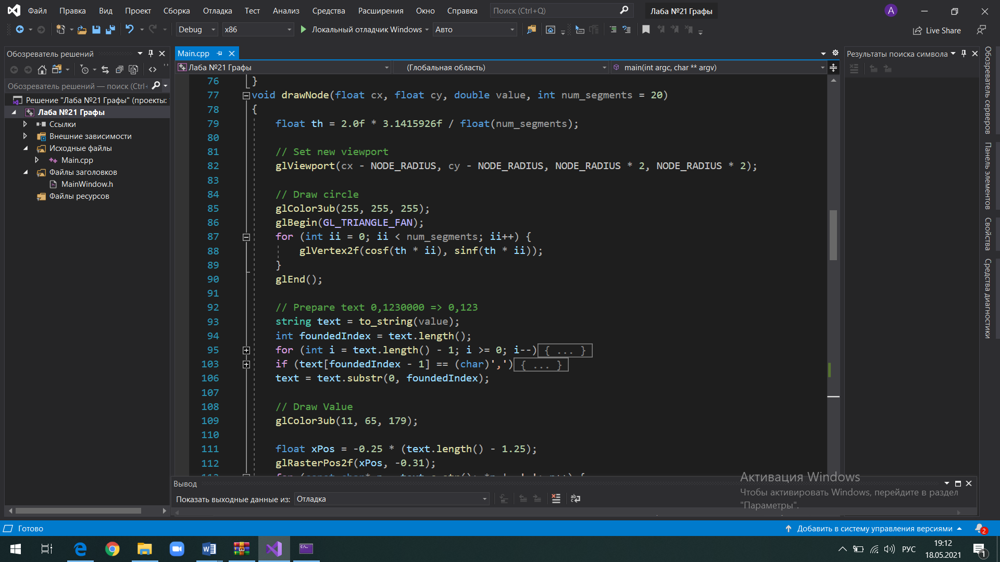 Файл Правка Вид Проект Сборка Отладка Тест Анализ Средства Расширения Окно Справка Поиск (Ctrl+Q) Лаба №21 Графы A
Debug x86 Локальный отладчик Windows Авто Live Share
Обозреватель решений
Обозреватель решений — поиск (Ctrl+
Решение "Лаба №21 Графы" (проекты:
Лаба №21 Графы
Ссылки
Внешние зависимости
Исходные файлы
Main.cpp
Файлы заголовков
MainWindow.h
Файлы ресурсов
Main.cpp
Лаба №21 Графы (Глобальная область) main(int argc, char ** argv)
76 }
77 void drawNode(float cx, float cy, double value, int num_segments = 20)
78 {
79 float th = 2.0f * 3.1415926f / float(num_segments);
80
81 // Set new viewport
82 glViewport(cx - NODE_RADIUS, cy - NODE_RADIUS, NODE_RADIUS * 2, NODE_RADIUS * 2);
83
84 // Draw circle
85 glColor3ub(255, 255, 255);
86 glBegin(GL_TRIANGLE_FAN);
87 for (int ii = 0; ii < num_segments; ii++) {
88 glVertex2f(cosf(th * ii), sinf(th * ii));
89 }
90 glEnd();
91
92 // Prepare text 0,1230000 => 0,123
93 string text = to_string(value);
94 int foundedIndex = text.length();
95 for (int i = text.length() - 1; i >= 0; i--){ ... }
103 if (text[foundedIndex - 1] == (char)','){ ... }
106 text = text.substr(0, foundedIndex);
107
108 // Draw Value
109 glColor3ub(11, 65, 179);
110
111 float xPos = -0.25 * (text.length() - 1.25);
112 glRasterPos2f(xPos, -0.31);
Результаты поиска символа
Обозреватель серверов
Панель элементов
Свойства
Средства диагностики
Вывод
Показать выходные данные из: Отладка
Активация Windows
Чтобы активировать Windows, перейдите в раздел
"Параметры".
Готово
Добавить в систему управления версиями 2
РУС
19:12
18.05.2021
1